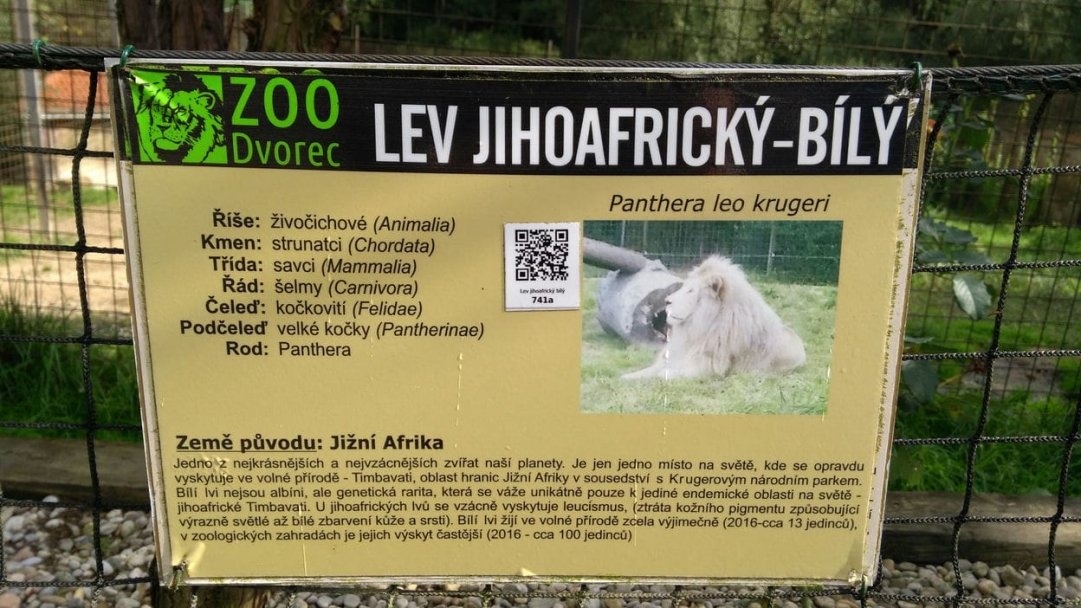 ZOO
Dvorec
LEV JIHOAFRICKÝ-BÍLÝ
Panthera leo krugeri
Říše: živočichové (Animalia)
Kmen: strunatci (Chordata)
Třída: savci (Mammalia)
Řád: šelmy (Carnivora)
Čeleď: kočkovití (Felidae)
Podčeleď velké kočky (Pantherinae)
Rod: Panthera
Lev jihoafrický bílý
741a
Země původu: Jižní Afrika
Jedno z nejkrásnějších a nejvzácnějších zvířat naší planety. Je jen jedno místo na světě, kde se opravdu
vyskytuje ve volné přírodě - Timbavati, oblast hranic Jižní Afriky v sousedství s Krugerovým národním parkem.
Bílí lvi nejsou albíni, ale genetická rarita, která se váže unikátně pouze k jediné endemické oblasti na světě -
jihoafrické Timbavati. U jihoafrických lvů se vzácně vyskytuje leucismus, (ztráta kožního pigmentu způsobující
výrazně světlé až bílé zbarvení kůže a srsti). Bílí lvi žijí ve volné přírodě zcela výjimečně (2016-cca 13 jedinců),
v zoologických zahradách je jejich výskyt častější (2016 - cca 100 jedinců)